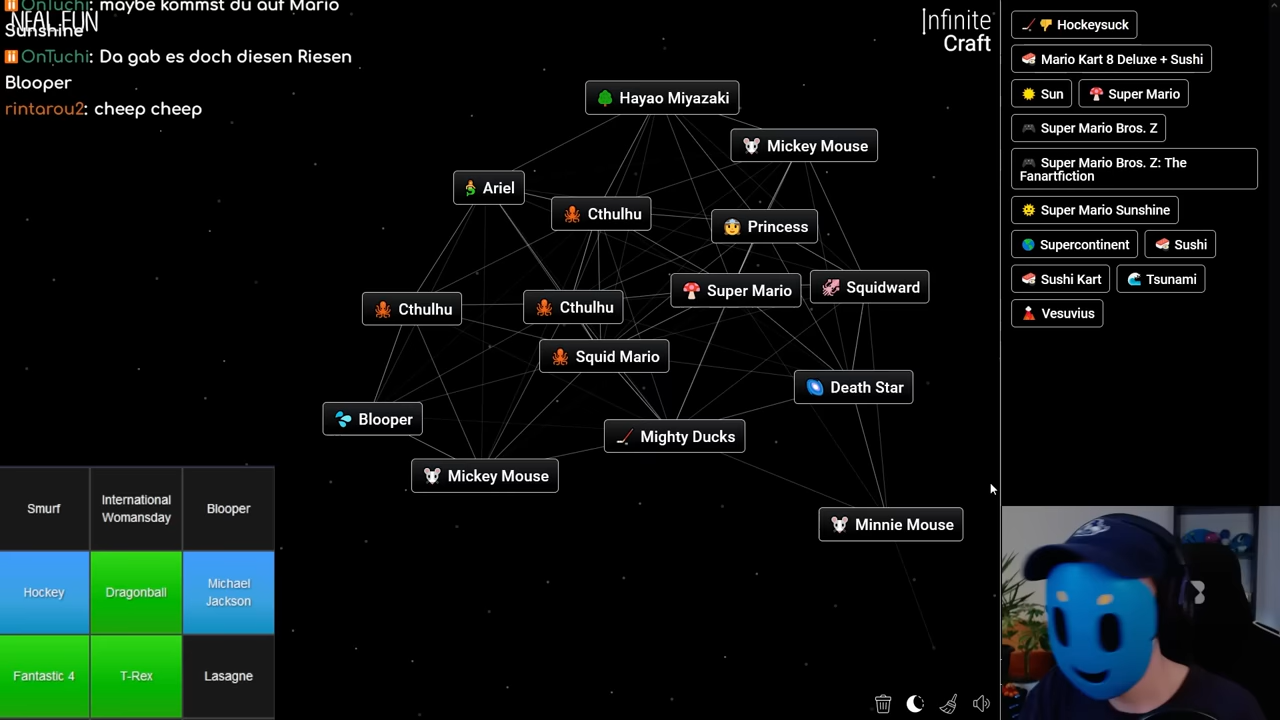 OnTuchi: maybe kommst du auf Mario
Sunshine
NEAL.FUN
OnTuchi: Da gab es doch diesen Riesen
Blooper
rintarou2: cheep cheep
Infinite
Craft
Hayao Miyazaki
Mickey Mouse
Ariel
Cthulhu
Princess
Super Mario
Squidward
Cthulhu
Cthulhu
Squid Mario
Death Star
Blooper
Mighty Ducks
Mickey Mouse
Minnie Mouse
Hockeysuck
Mario Kart 8 Deluxe + Sushi
Sun
Super Mario
Super Mario Bros. Z
Super Mario Bros. Z: The
Fanartfiction
Super Mario Sunshine
Supercontinent
Sushi
Sushi Kart
Tsunami
Vesuvius
Smurf
International
Womansday
Blooper
Hockey
Dragonball
Michael
Jackson
Fantastic 4
T-Rex
Lasagne